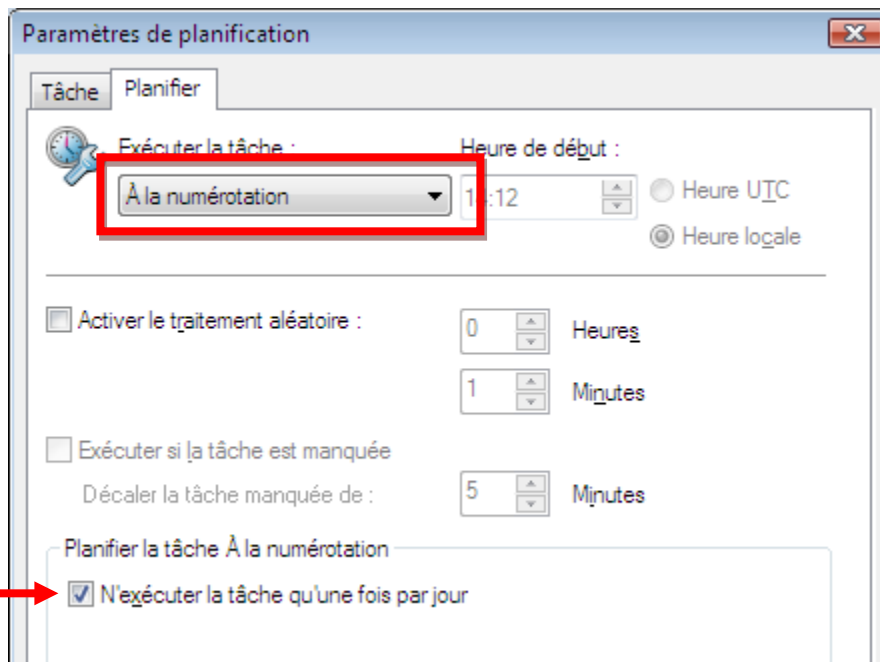 Paramètres de planification
Tâche Planifier
Exécuter la tâche : Heure de début :
À la numérotation 14:12 Heure UTC
Heure locale
Activer le traitement aléatoire : 0 Heures
1 Minutes
Exécuter si la tâche est manquée
Décaler la tâche manquée de : 5 Minutes
Planifier la tâche À la numérotation
N'exécuter la tâche qu'une fois par jour